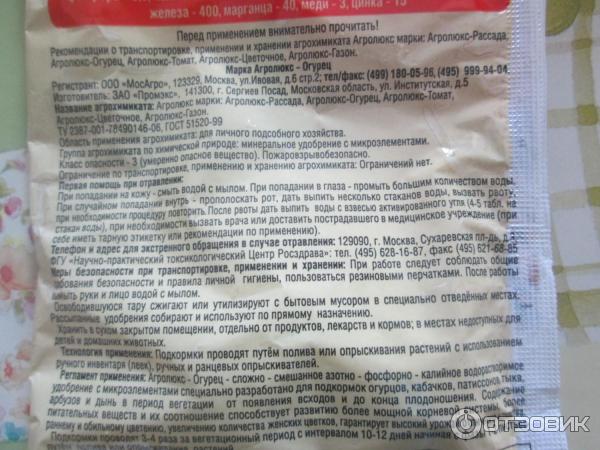 железа - 400, марганца - 40, меди - 3, цинка - 15
Перед применением внимательно прочитать!
Рекомендации о транспортировке, применении и хранении агрохимиката Агролюкс марки: Агролюкс-Рассада,
Агролюкс-Огурец, Агролюкс-Томат, Агролюкс-Цветочное, Агролюкс-Газон.
Марка Агролюкс - Огурец
Регистрант: ООО «МосАгро», 123329, Москва, ул.Ивовая, д.6 стр.2; тел/факс: (499) 180-05-96, (495) 999-94-04.
Изготовитель: ЗАО «Промэкс», 141300, г. Сергиев Посад, Московская область, ул. Институтская, д.5
Название агрохимиката: Агролюкс марки: Агролюкс-Рассада, Агролюкс-Огурец, Агролюкс-Томат,
Агролюкс-Цветочное, Агролюкс-Газон.
ТУ 2387-001-78490146-06, ГОСТ 51520-99
Область применения агрохимиката: для личного подсобного хозяйства.
Группа агрохимиката по химической природе: минеральное удобрение с микроэлементами.
Класс опасности - 3 (умеренно опасное вещество). Пожаровзрывобезопасно.
Ограничение по транспортировке, применению и хранению агрохимиката: Ограничений нет.
Первая помощь при отравлении:
При попадании на кожу - смыть водой с мылом. При попадании в глаза - промыть большим количеством воды.
При случайном попадании внутрь - прополоскать рот, дать выпить несколько стаканов воды, вызвать рвоту,
при необходимости процедуру повторить. После рвоты дать выпить воды с взвесью активированного угля (4-5 табл. на
стакан воды), при необходимости вызвать врача или доставить пострадавшего в медицинское учреждение (при
себе иметь тарную этикетку или рекомендации по применению).
Телефон и адрес для экстренного обращения в случае отравления: 129090, г. Москва, Сухаревская пл-дь,
ФГУ «Научно-практический токсикологический Центр Росздрава»: тел. (495) 628-16-87, факс (495) 621-68-85
Меры безопасности при транспортировке, применении и хранении: При работе следует соблюдать общие
требования безопасности и правила личной гигиены, пользоваться резиновыми перчатками. После работы
вымыть руки и лицо водой с мылом.
Освободившуюся тару сжигают или утилизируют с бытовым мусором в специально отведённых местах.
Рассыпанные удобрения собирают и используют по прямому назначению.
Хранить в сухом закрытом помещении, отдельно от продуктов, лекарств и кормов; в местах недоступных для
детей и домашних животных.
Технология применения: Подкормки проводят путём полива или опрыскивания растений с использованием
ручного инвентаря (леек), ручных и ранцевых опрыскивателей.
Регламент применения: Агролюкс - Огурец - сложно - смешанное азотно - фосфорно - калийное водорастворимое
удобрение с микроэлементами специально разработано для подкормок огурцов, кабачков, патиссонов, тыкв,
арбузов и дынь в период вегетации от появления всходов и до конца плодоношения. Содержание
питательных веществ и их соотношение способствует развитию более мощной корневой системы, более
раннему и обильному цветению, увеличению количества женских цветков, гарантирует высокий
Подкормки проводят 3-4 раза за вегетационный период с интервалом 10-12 дней начиная
ОТЗОВИК